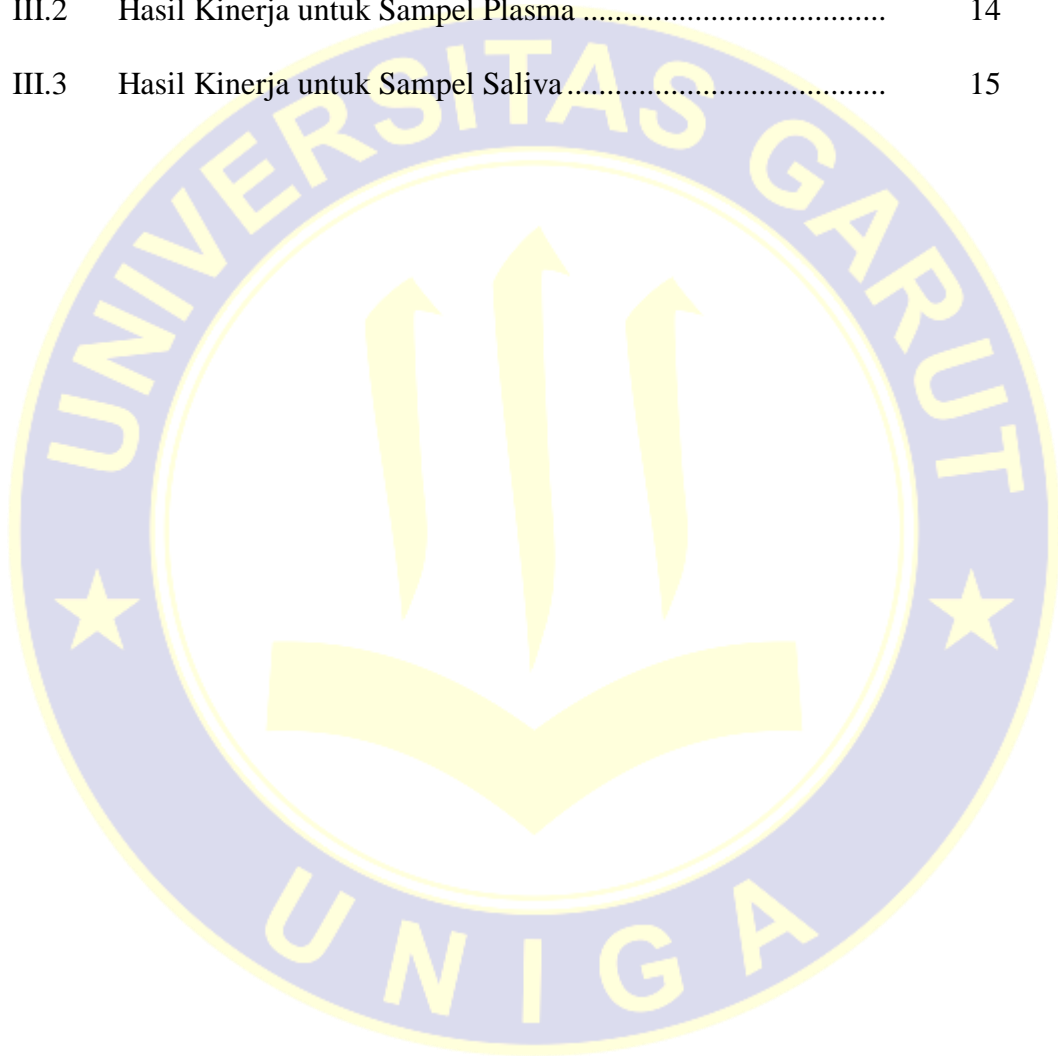 III.2 Hasil Kinerja untuk Sampel Plasma .................................... 14
III.3 Hasil Kinerja untuk Sampel Saliva ...................................... 15
UNIVERSITAS GARUT
UNIGA